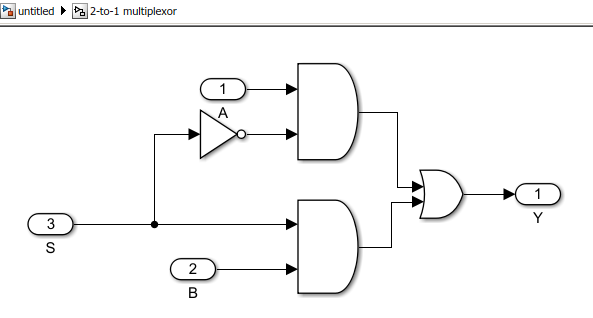 untitled ▶ 2-to-1 multiplexor
1
A
3
S
2
B
1
Y